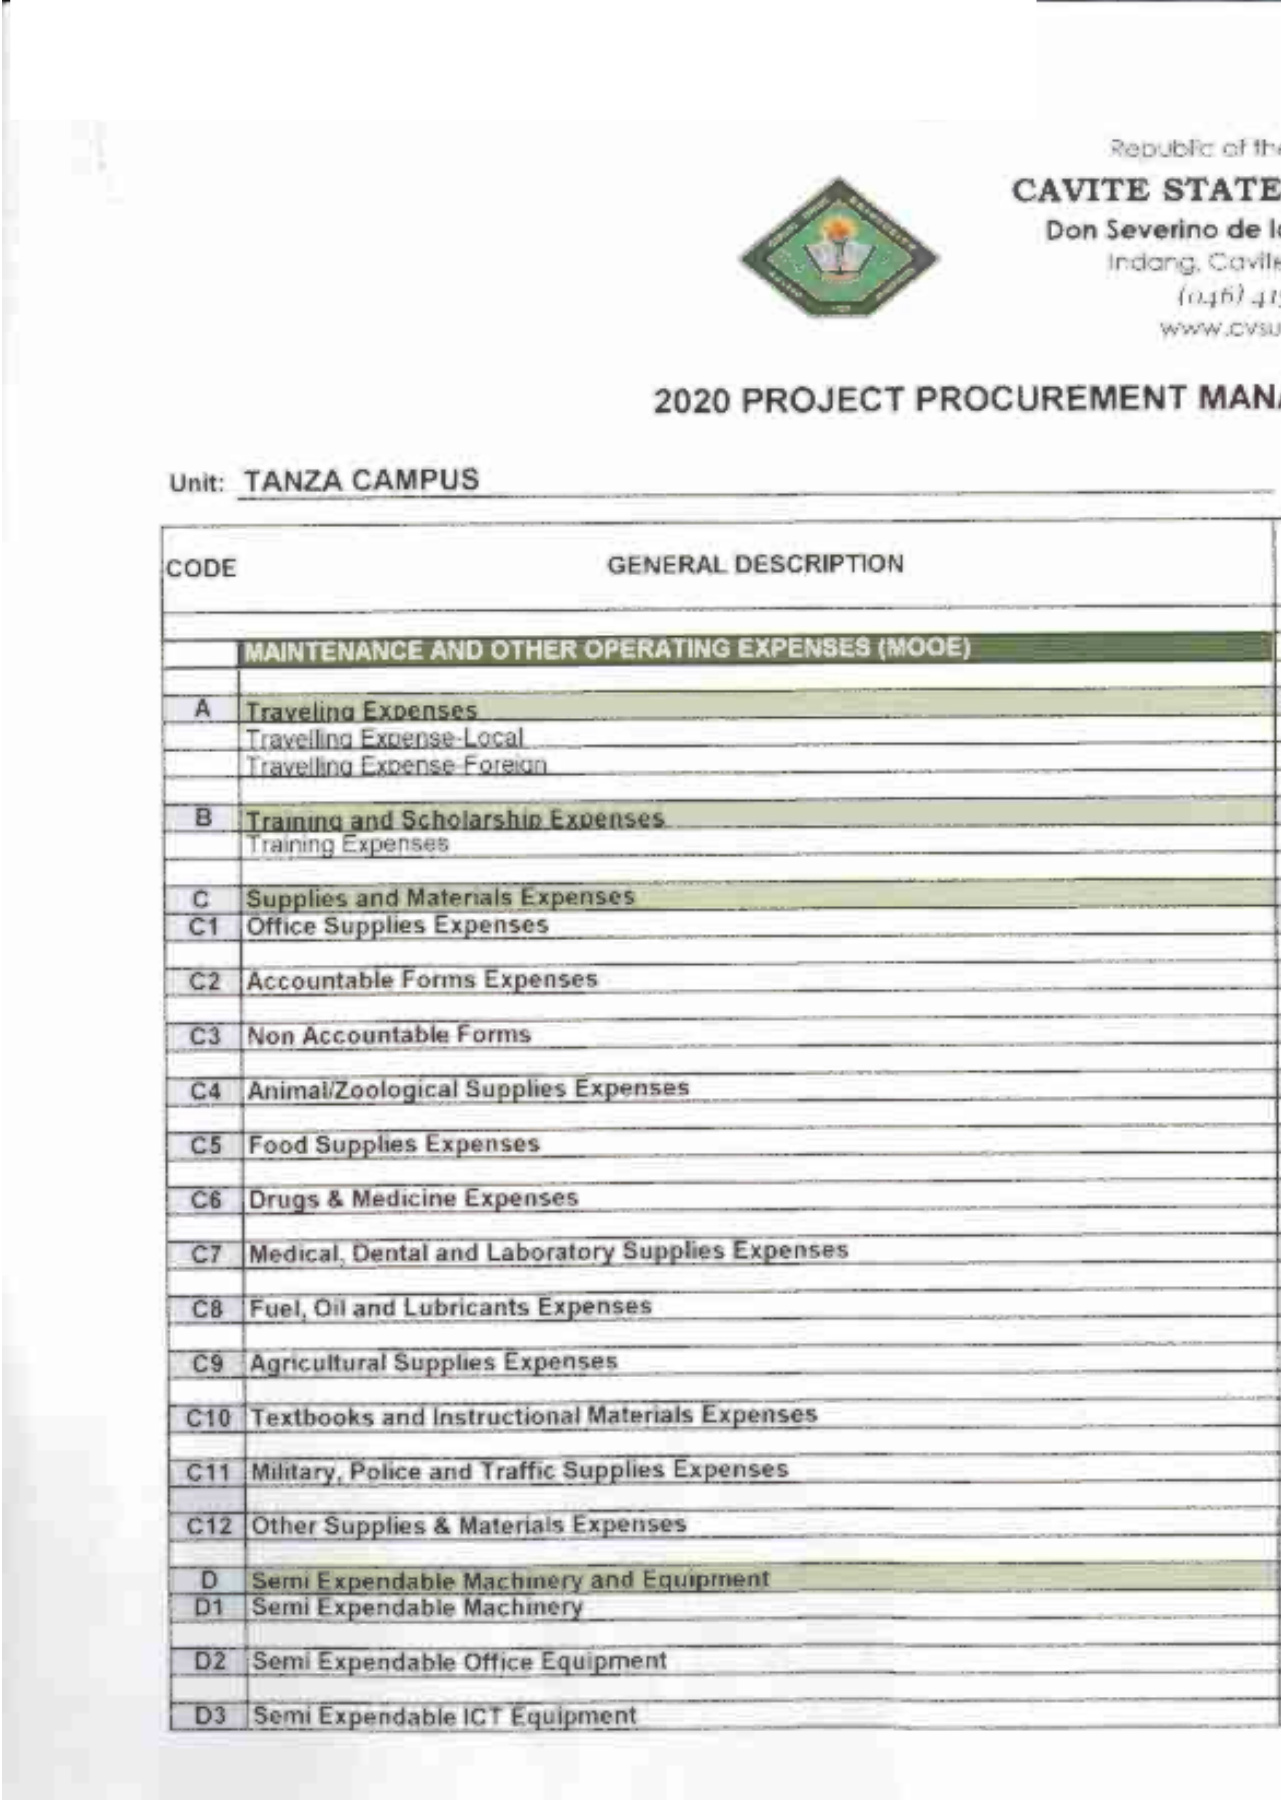 Republic of the
CAVITE STATE
Don Severino de l
Indang, Cavite
(046) 41
www.cvsu
2020 PROJECT PROCUREMENT MAN
Unit: TANZA CAMPUS
CODE GENERAL DESCRIPTION
MAINTENANCE AND OTHER OPERATING EXPENSES (MOOE)
A Traveling Expenses
Travelling Expense-Local
Travelling Expense-Foreign
B Training and Scholarship Expenses
Training Expenses
C Supplies and Materials Expenses
C1 Office Supplies Expenses
C2 Accountable Forms Expenses
C3 Non Accountable Forms
C4 Animal/Zoological Supplies Expenses
C5 Food Supplies Expenses
C6 Drugs & Medicine Expenses
C7 Medical, Dental and Laboratory Supplies Expenses
C8 Fuel, Oil and Lubricants Expenses
C9 Agricultural Supplies Expenses
C10 Textbooks and Instructional Materials Expenses
C11 Military, Police and Traffic Supplies Expenses
C12 Other Supplies & Materials Expenses
D Semi Expendable Machinery and Equipment
D1 Semi Expendable Machinery
D2 Semi Expendable Office Equipment
D3 Semi Expendable ICT Equipment